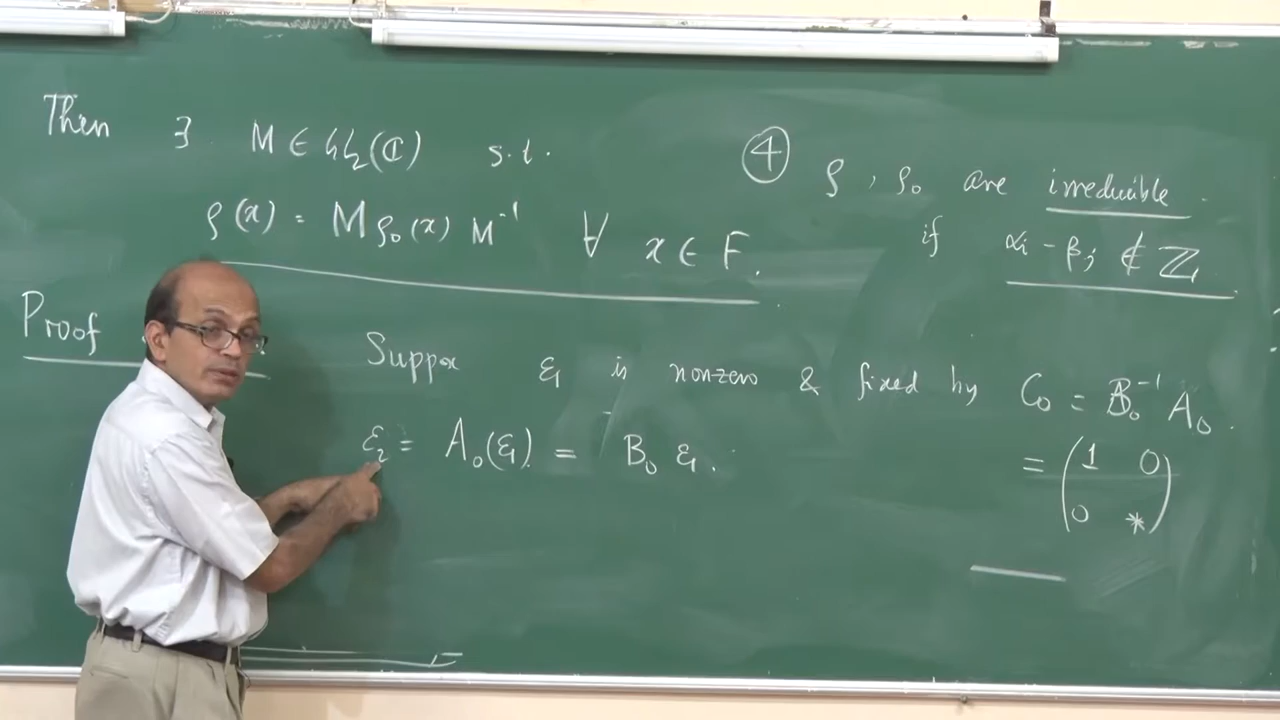 Then ∃ M ∈ GL₂(ℂ) s.t.
ρ(x) = M ρ₀(x) M⁻¹ ∀ x ∈ F.
④ ρ, ρ₀ are irreducible
if αᵢ - βⱼ ∉ ℤ
Proof
Suppose ε₁ is nonzero & fixed by C₀ = B₀⁻¹ A₀.
= (1 0
0 *)
ε₂ = A₀(ε₁) = B₀ ε₁.